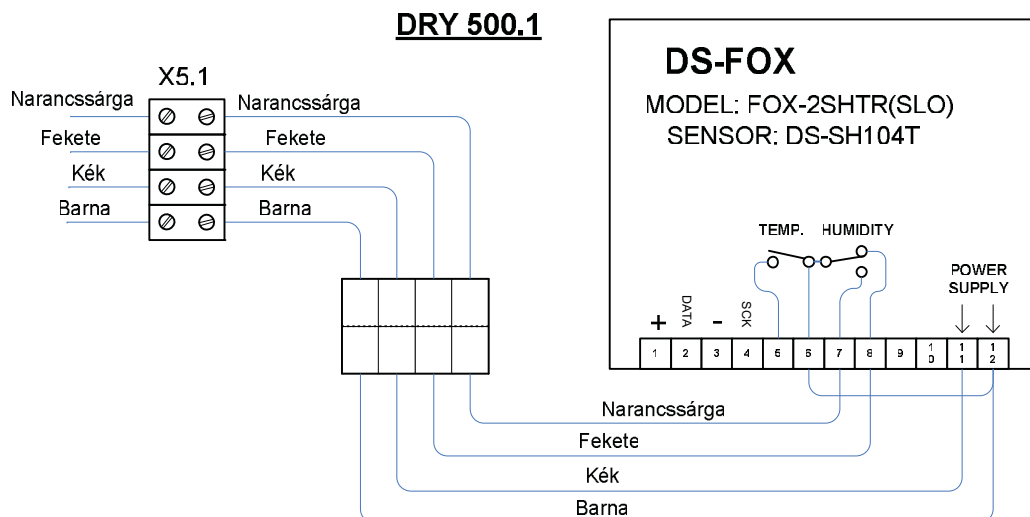 DRY 500.1
DS-FOX
MODEL: FOX-2SHTR(SLO)
SENSOR: DS-SH104T
X5.1
Narancssárga Narancssárga
Fekete Fekete
Kék Kék
Barna Barna
TEMP. HUMIDITY
POWER
SUPPLY
+ DATA - SCK
1 2 3 4 5 6 7 8 9 10 11 12
Narancssárga
Fekete
Kék
Barna